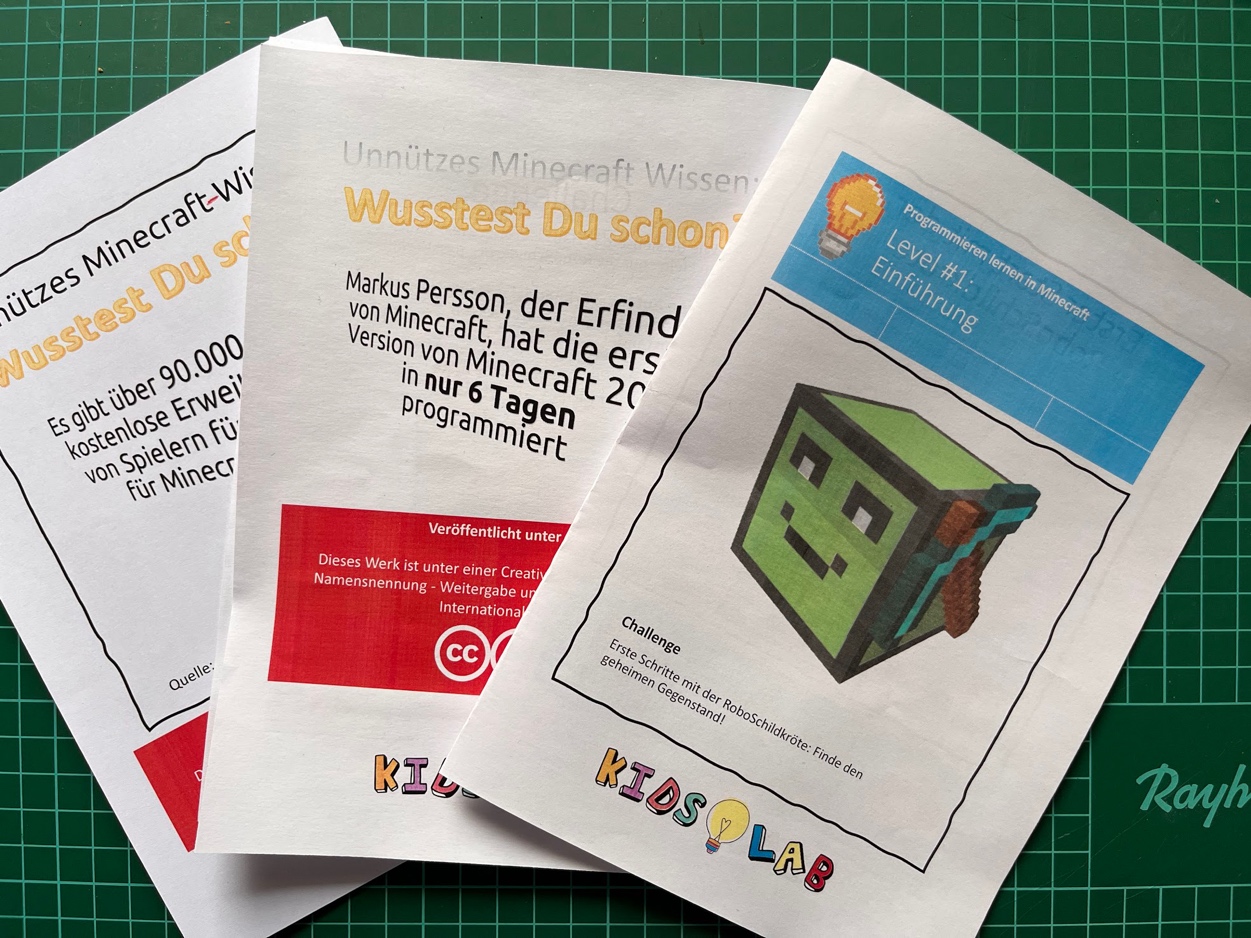 nützes Minecraft-Wis
Wusstest Du sc
Es gibt über 90.000
kostenlose Erwei
von Spielern fü
für Minecr
Quelle:
D
Unnützes Minecraft Wissen:
Wusstest Du schon?
Markus Persson, der Erfind
von Minecraft, hat die ers
Version von Minecraft 20
in nur 6 Tagen
programmiert
Veröffentlicht unter
Dieses Werk ist unter einer Creativ
Namensnennung - Weitergabe un
International
cc
KIDS
Programmieren lernen in Minecraft
Level #1:
Einführung
Challenge
Erste Schritte mit der RoboSchildkröte: Finde den
geheimen Gegenstand!
KIDS LAB
Rayh